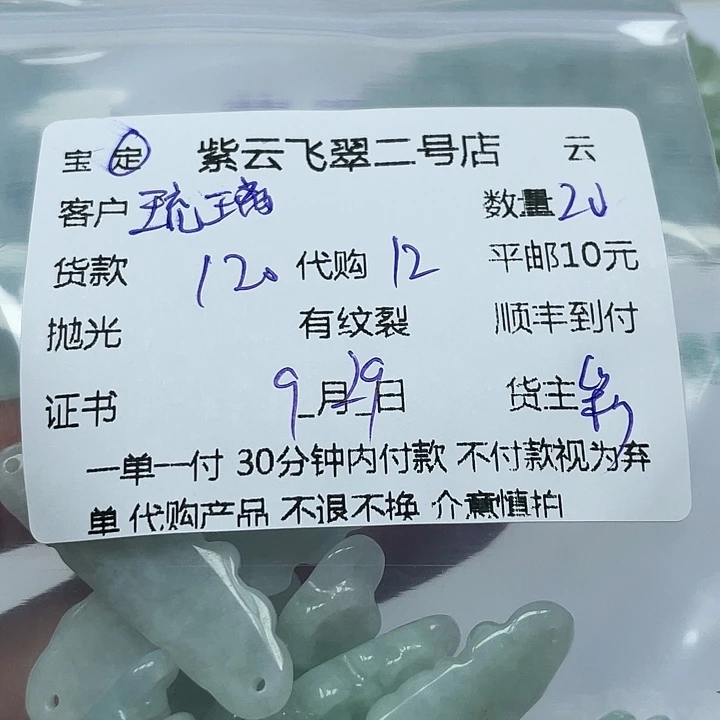 宝 定 紫云飞翠二号店 云
客户 琉璃 数量 20
货款 120 代购 12 平邮10元
抛光 有纹裂 顺丰到付
证书 9月29日 货主
一单一付 30分钟内付款 不付款视为弃
单 代购产品 不退不换 介意慎拍